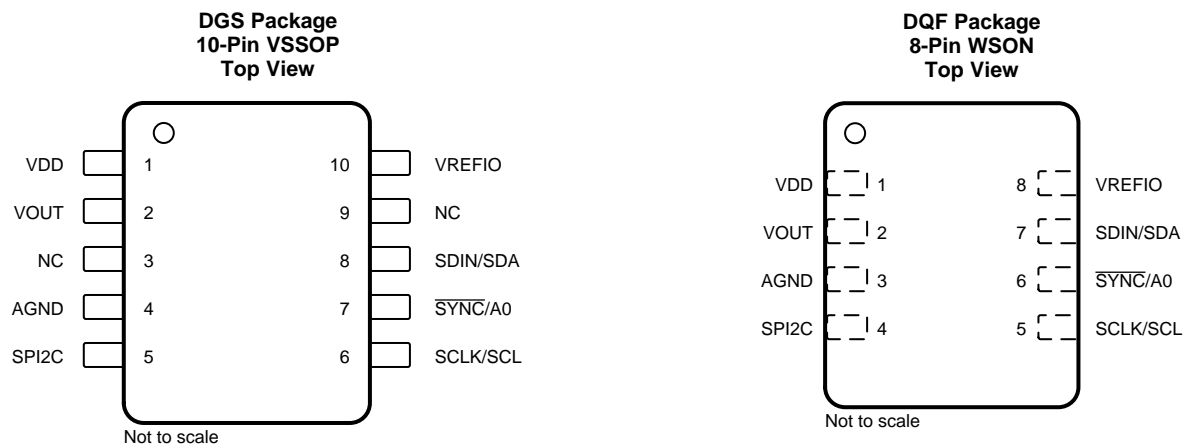 DGS Package
10-Pin VSSOP
Top View
VDD 1 10 VREFIO
VOUT 2 9 NC
NC 3 8 SDIN/SDA
AGND 4 7 S̅Y̅N̅C̅/A0
SPI2C 5 6 SCLK/SCL
Not to scale
DQF Package
8-Pin WSON
Top View
VDD 1 8 VREFIO
VOUT 2 7 SDIN/SDA
AGND 3 6 S̅Y̅N̅C̅/A0
SPI2C 4 5 SCLK/SCL
Not to scale